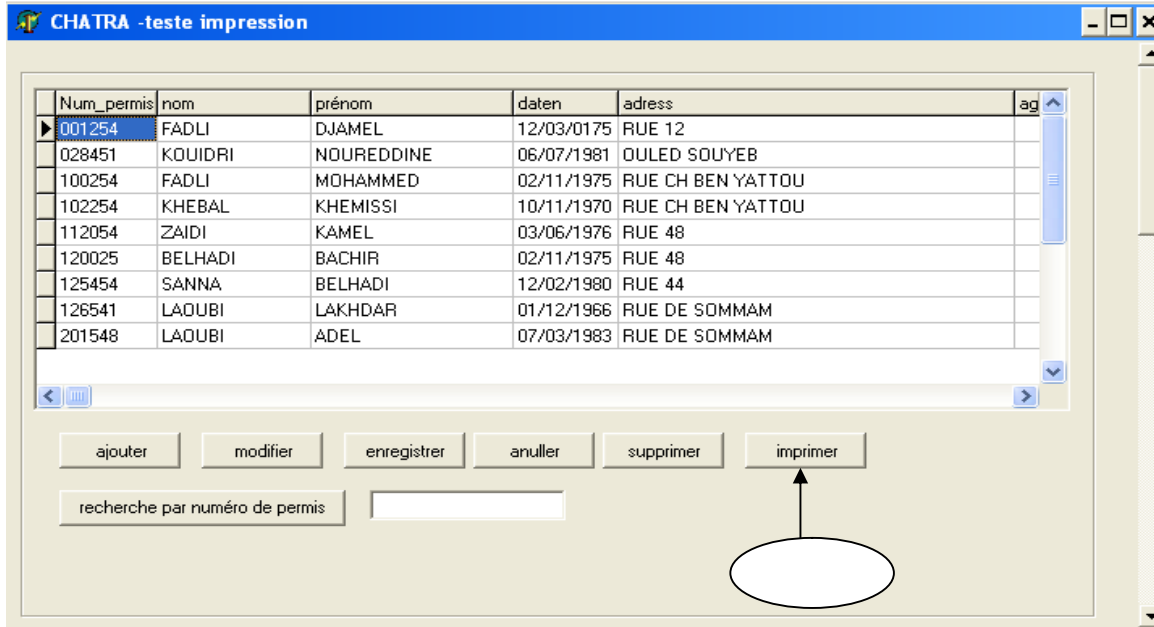 CHATRA -teste impression
Num_permis nom prénom daten adress ag
001254 FADLI DJAMEL 12/03/0175 RUE 12
028451 KOUIDRI NOUREDDINE 06/07/1981 OULED SOUYEB
100254 FADLI MOHAMMED 02/11/1975 RUE CH BEN YATTOU
102254 KHEBAL KHEMISSI 10/11/1970 RUE CH BEN YATTOU
112054 ZAIDI KAMEL 03/06/1976 RUE 48
120025 BELHADI BACHIR 02/11/1975 RUE 48
125454 SANNA BELHADI 12/02/1980 RUE 44
126541 LAOUBI LAKHDAR 01/12/1966 RUE DE SOMMAM
201548 LAOUBI ADEL 07/03/1983 RUE DE SOMMAM
ajouter modifier enregistrer anuller supprimer imprimer
recherche par numéro de permis